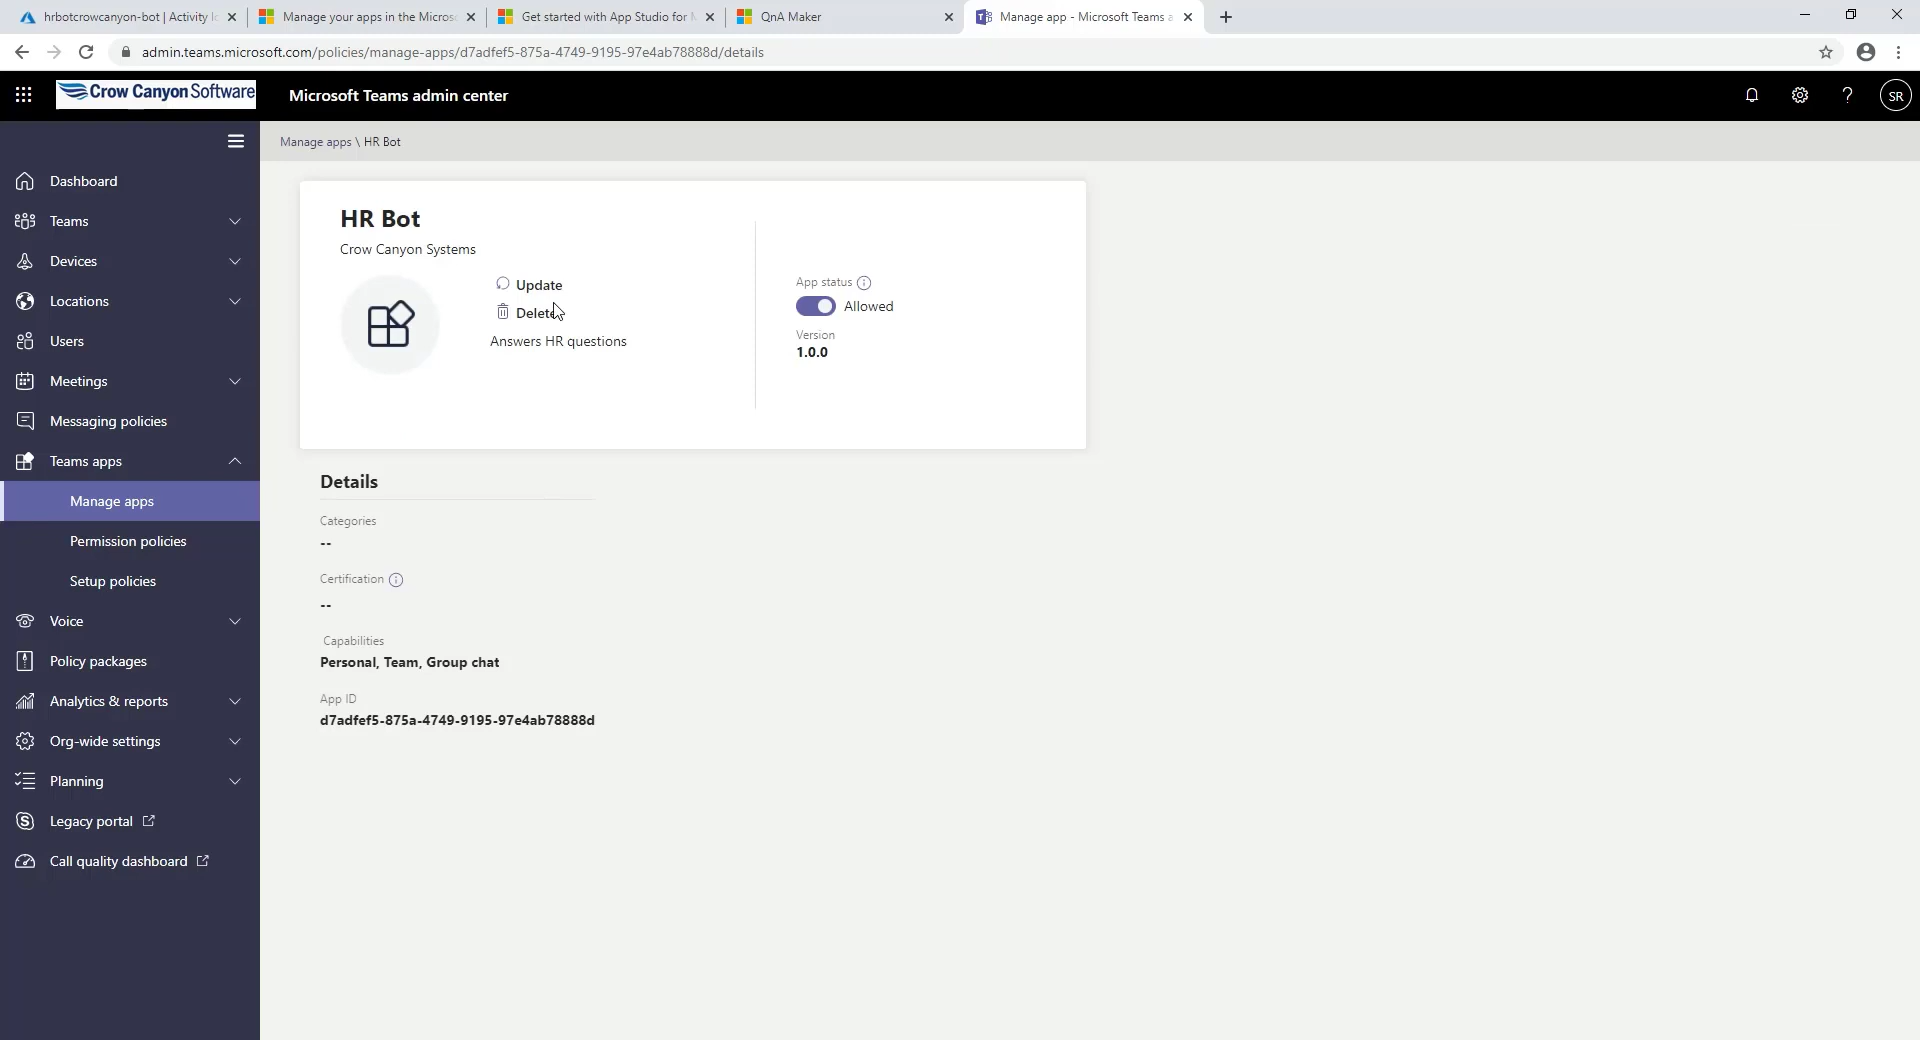 hrbotcrowcanyon-bot | Activity lo
Manage your apps in the Microso
Get started with App Studio for M
QnA Maker
Manage app - Microsoft Teams a
admin.teams.microsoft.com/policies/manage-apps/d7adfef5-875a-4749-9195-97e4ab78888d/details
Crow Canyon Software
Microsoft Teams admin center
?
SR
Manage apps \ HR Bot
Dashboard
Teams
Devices
Locations
Users
Meetings
Messaging policies
Teams apps
Manage apps
Permission policies
Setup policies
Voice
Policy packages
Analytics & reports
Org-wide settings
Planning
Legacy portal
Call quality dashboard
HR Bot
Crow Canyon Systems
Update
Delete
Answers HR questions
App status
Allowed
Version
1.0.0
Details
Categories
--
Certification
--
Capabilities
Personal, Team, Group chat
App ID
d7adfef5-875a-4749-9195-97e4ab78888d